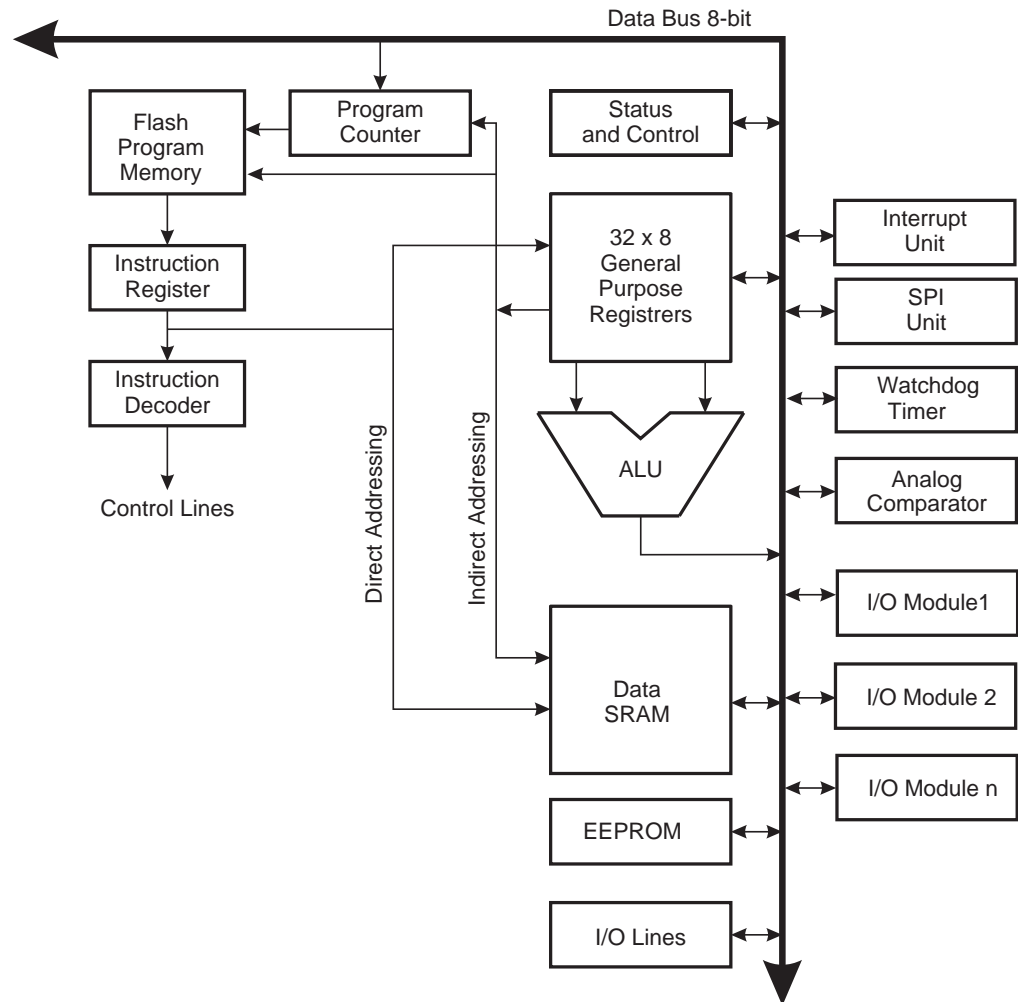 Data Bus 8-bit
Flash
Program
Memory
Program
Counter
Status
and Control
Interrupt
Unit
32 x 8
General
Purpose
Registrers
Instruction
Register
SPI
Unit
Instruction
Decoder
Watchdog
Timer
ALU
Analog
Comparator
Control Lines
Direct Addressing
Indirect Addressing
I/O Module1
Data
SRAM
I/O Module 2
I/O Module n
EEPROM
I/O Lines